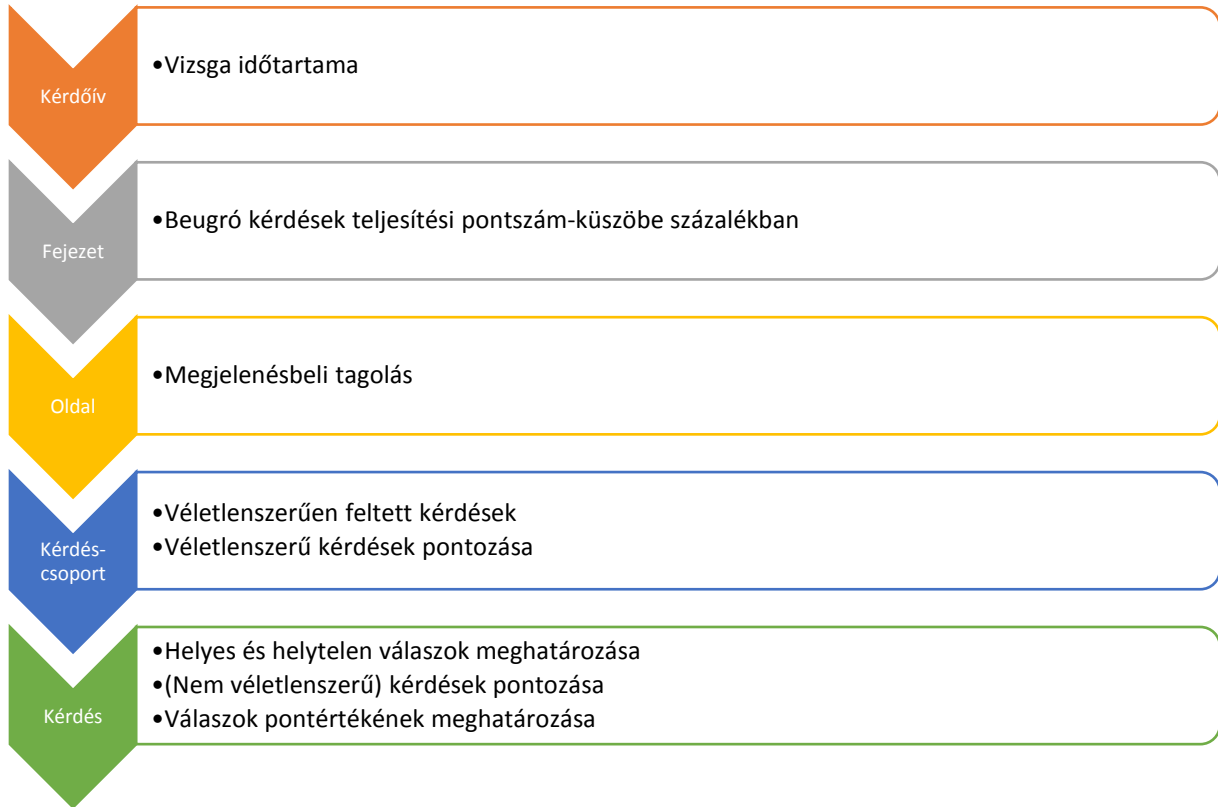 Kérdőív
•Vizsga időtartama
Fejezet
•Beugró kérdések teljesítési pontszám-küszöbe százalékban
Oldal
•Megjelenésbeli tagolás
Kérdés-
csoport
•Véletlenszerűen feltett kérdések
•Véletlenszerű kérdések pontozása
Kérdés
•Helyes és helytelen válaszok meghatározása
•(Nem véletlenszerű) kérdések pontozása
•Válaszok pontértékének meghatározása